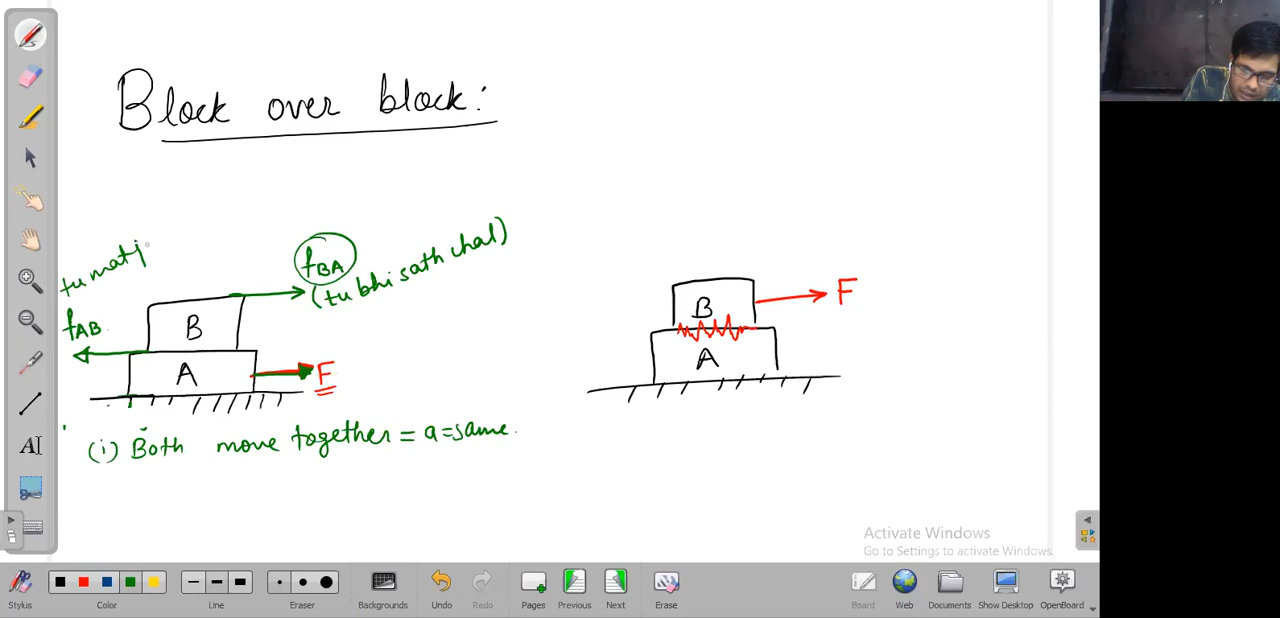 Block over block:
fBA
(tu bhi sath chal)
tu mat j
fAB
B
A
F
(i) Both move together = a = same.
B
A
F
Activate Windows
Go to Settings to activate Windows.
Stylus
Color
Line
Eraser
Backgrounds
Undo
Redo
Pages
Previous
Next
Erase
Board
Web
Documents
Show Desktop
OpenBoard